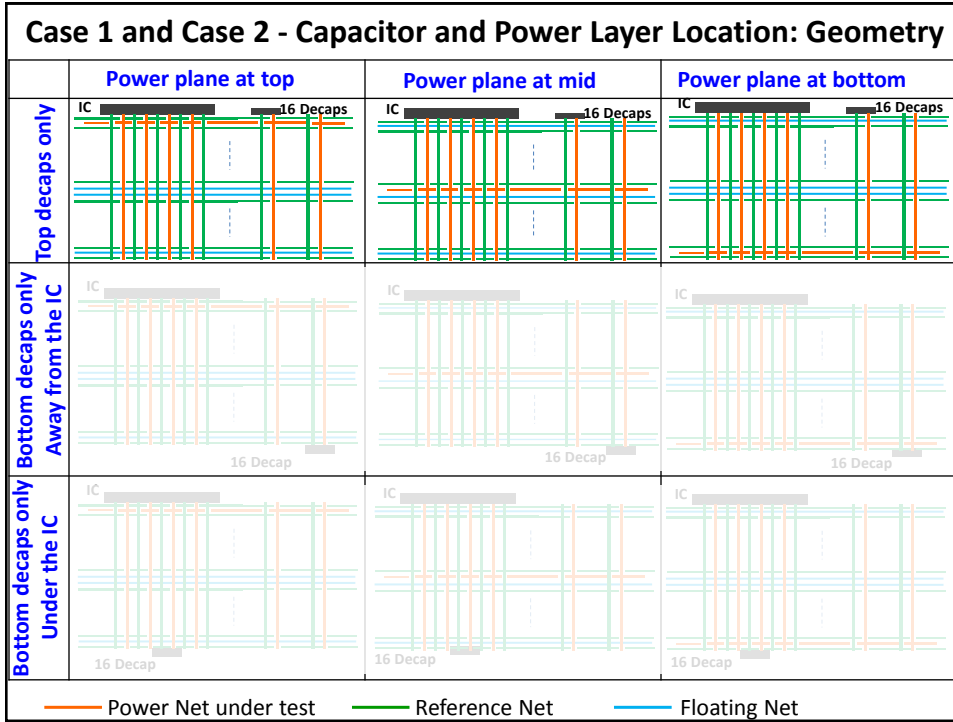 Case 1 and Case 2 - Capacitor and Power Layer Location: Geometry
Power plane at top
Power plane at mid
Power plane at bottom
Top decaps only
IC
16 Decaps
IC
16 Decaps
IC
16 Decaps
Bottom decaps only
Away from the IC
IC
16 Decap
IC
16 Decap
IC
16 Decap
Bottom decaps only
Under the IC
IC
16 Decap
IC
16 Decap
IC
16 Decap
Power Net under test
Reference Net
Floating Net